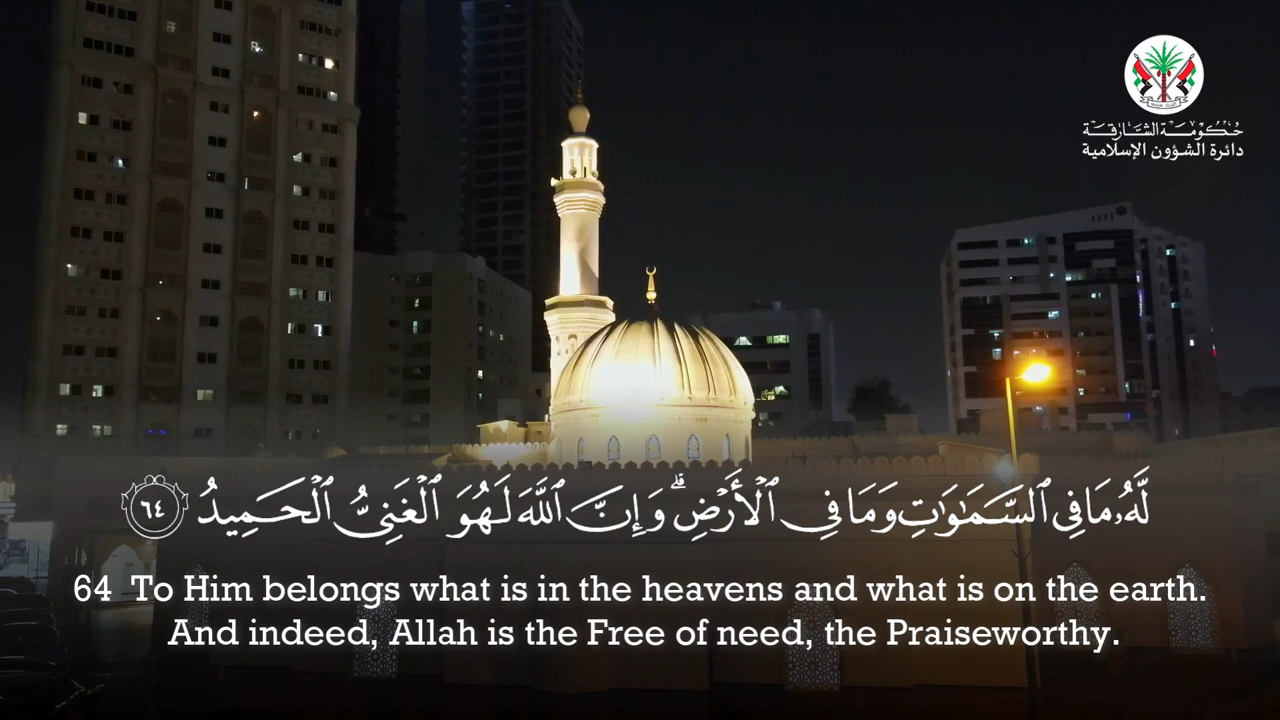 حكومة الشارقة
دائرة الشؤون الإسلامية
لَّهُۥ مَا فِى ٱلسَّمَـٰوَٰتِ وَمَا فِى ٱلْأَرْضِ ۗ وَإِنَّ ٱللَّهَ لَهُوَ ٱلْغَنِىُّ ٱلْحَمِيدُ ٦٤
64 To Him belongs what is in the heavens and what is on the earth.
And indeed, Allah is the Free of need, the Praiseworthy.